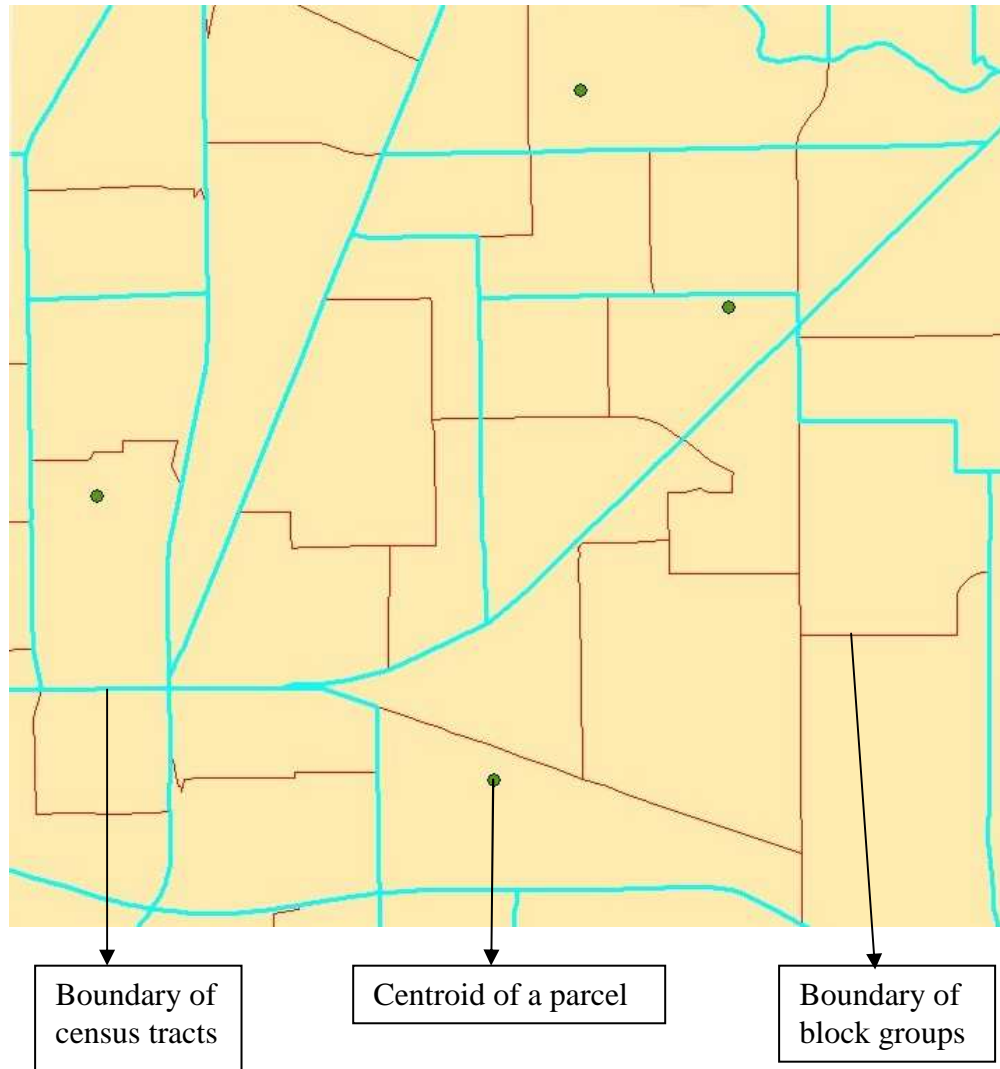 Boundary of
census tracts
Centroid of a parcel
Boundary of
block groups